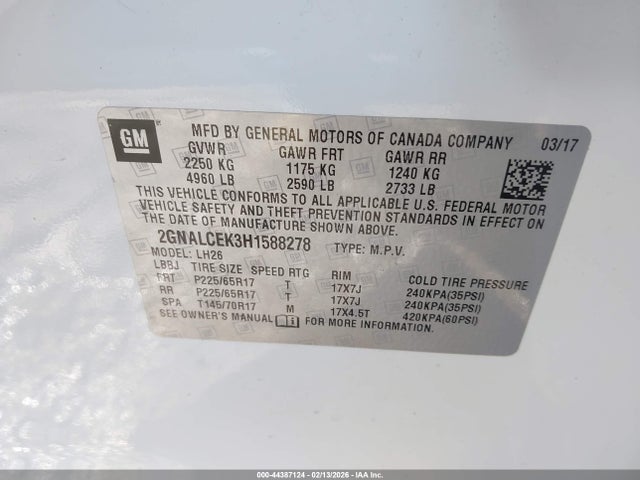 GM
MFD BY GENERAL MOTORS OF CANADA COMPANY 03/17
GVWR GAWR FRT GAWR RR
2250 KG 1175 KG 1240 KG
4960 LB 2590 LB 2733 LB
THIS VEHICLE CONFORMS TO ALL APPLICABLE U.S. FEDERAL MOTOR
VEHICLE SAFETY AND THEFT PREVENTION STANDARDS IN EFFECT ON
THE DATE OF MANUFACTURE SHOWN ABOVE.
2GNALCEK3H1588278 TYPE: M.P.V.
MODEL: LH26
LBBJ TIRE SIZE SPEED RTG RIM COLD TIRE PRESSURE
FRT P225/65R17 T 17X7J 240KPA(35PSI)
RR P225/65R17 T 17X7J 240KPA(35PSI)
SPA T145/70R17 M 17X4.5T 420KPA(60PSI)
SEE OWNER'S MANUAL FOR MORE INFORMATION.
000-44387124 | 02/13/2026 - IAAI.COM